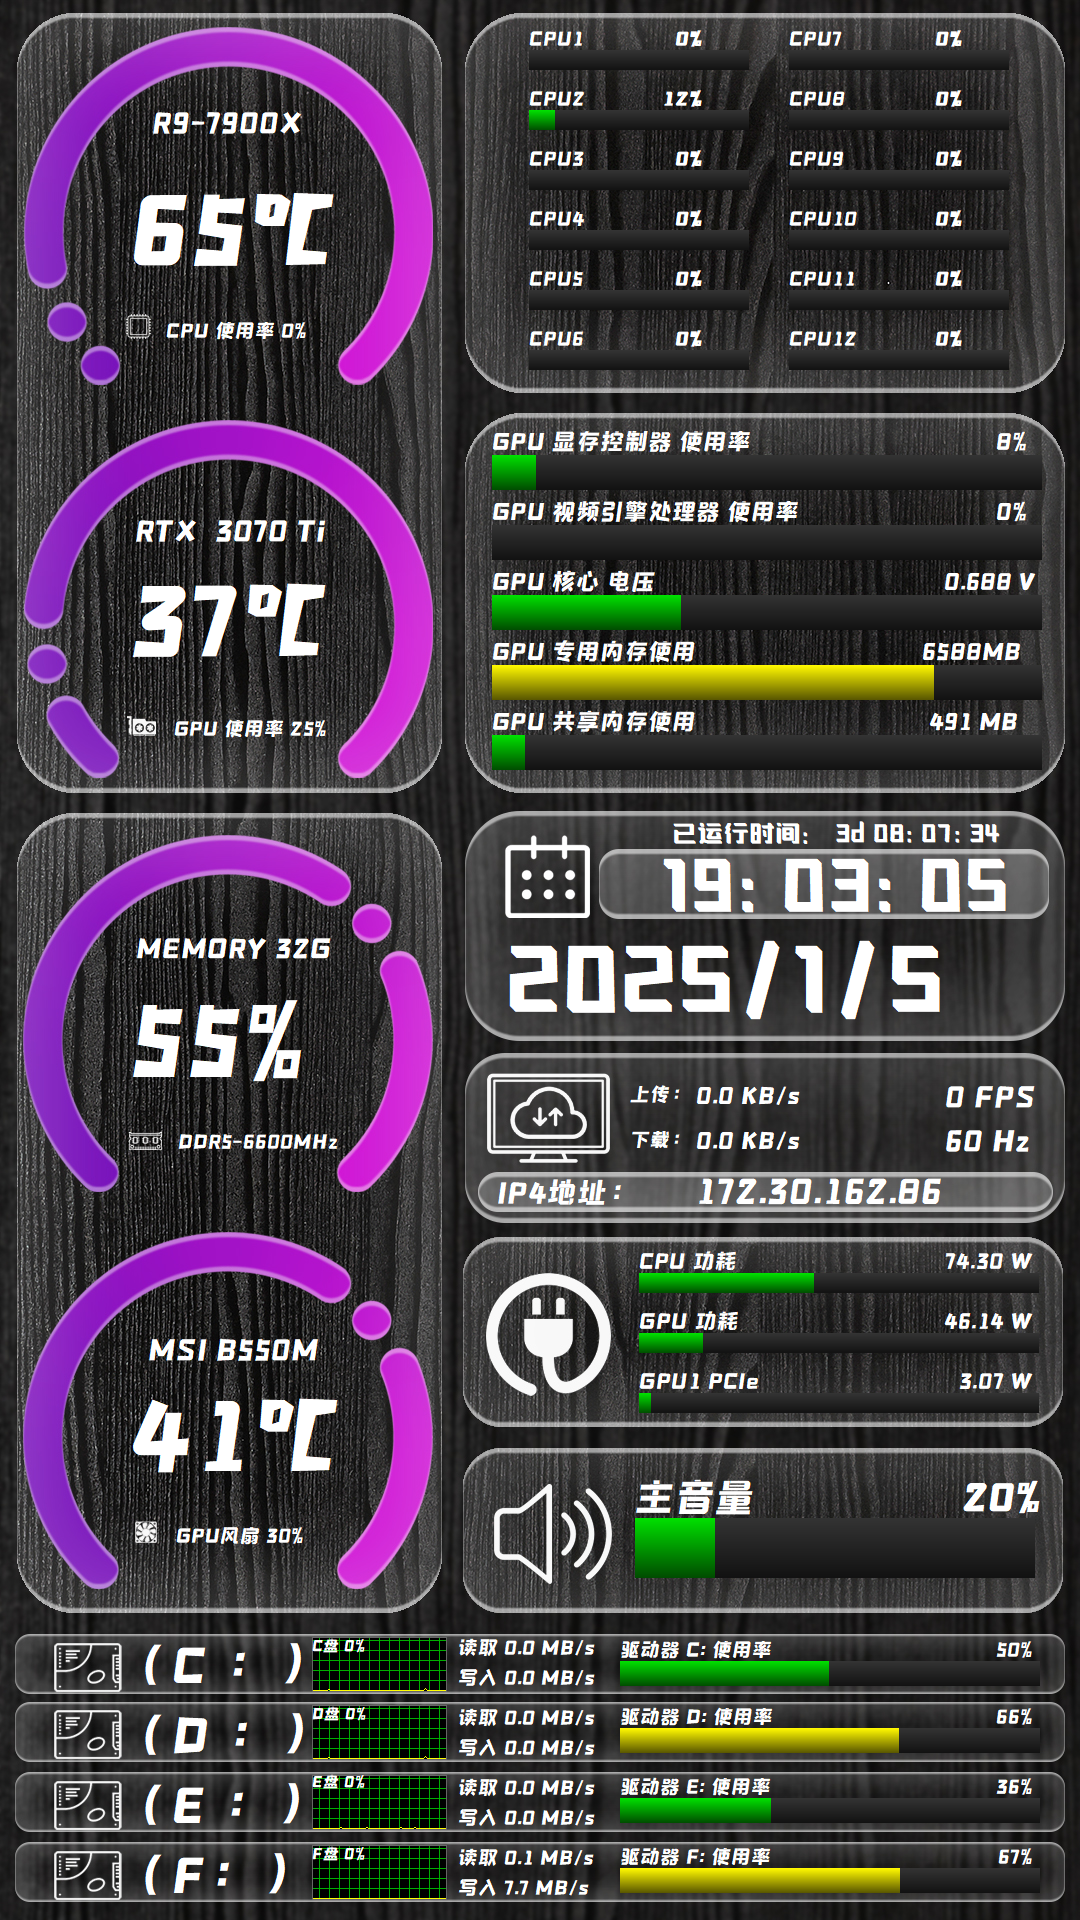 R9-7900X
65℃
CPU 使用率 0%
RTX 3070 Ti
37℃
GPU 使用率 25%
CPU1 0% CPU7 0%
CPU2 12% CPU8 0%
CPU3 0% CPU9 0%
CPU4 0% CPU10 0%
CPU5 0% CPU11 0%
CPU6 0% CPU12 0%
GPU 显存控制器 使用率 8%
GPU 视频引擎处理器 使用率 0%
GPU 核心 电压 0.688 V
GPU 专用内存使用 6588MB
GPU 共享内存使用 491 MB
MEMORY 32G
55%
DDR5-6600MHz
MSI B550M
41℃
GPU风扇 30%
已运行时间： 3d 08: 07: 34
19: 03: 05
2025/1/5
上传： 0.0 KB/s 0 FPS
下载： 0.0 KB/s 60 Hz
IP4地址： 172.30.162.86
CPU 功耗 74.30 W
GPU 功耗 46.14 W
GPU1 PCIe 3.07 W
主音量 20%
(C： ) C盘 0% 读取 0.0 MB/s 驱动器 C: 使用率 50%
写入 0.0 MB/s
(D： ) D盘 0% 读取 0.0 MB/s 驱动器 D: 使用率 66%
写入 0.0 MB/s
(E： ) E盘 0% 读取 0.0 MB/s 驱动器 E: 使用率 36%
写入 0.0 MB/s
(F： ) F盘 0% 读取 0.1 MB/s 驱动器 F: 使用率 67%
写入 7.7 MB/s